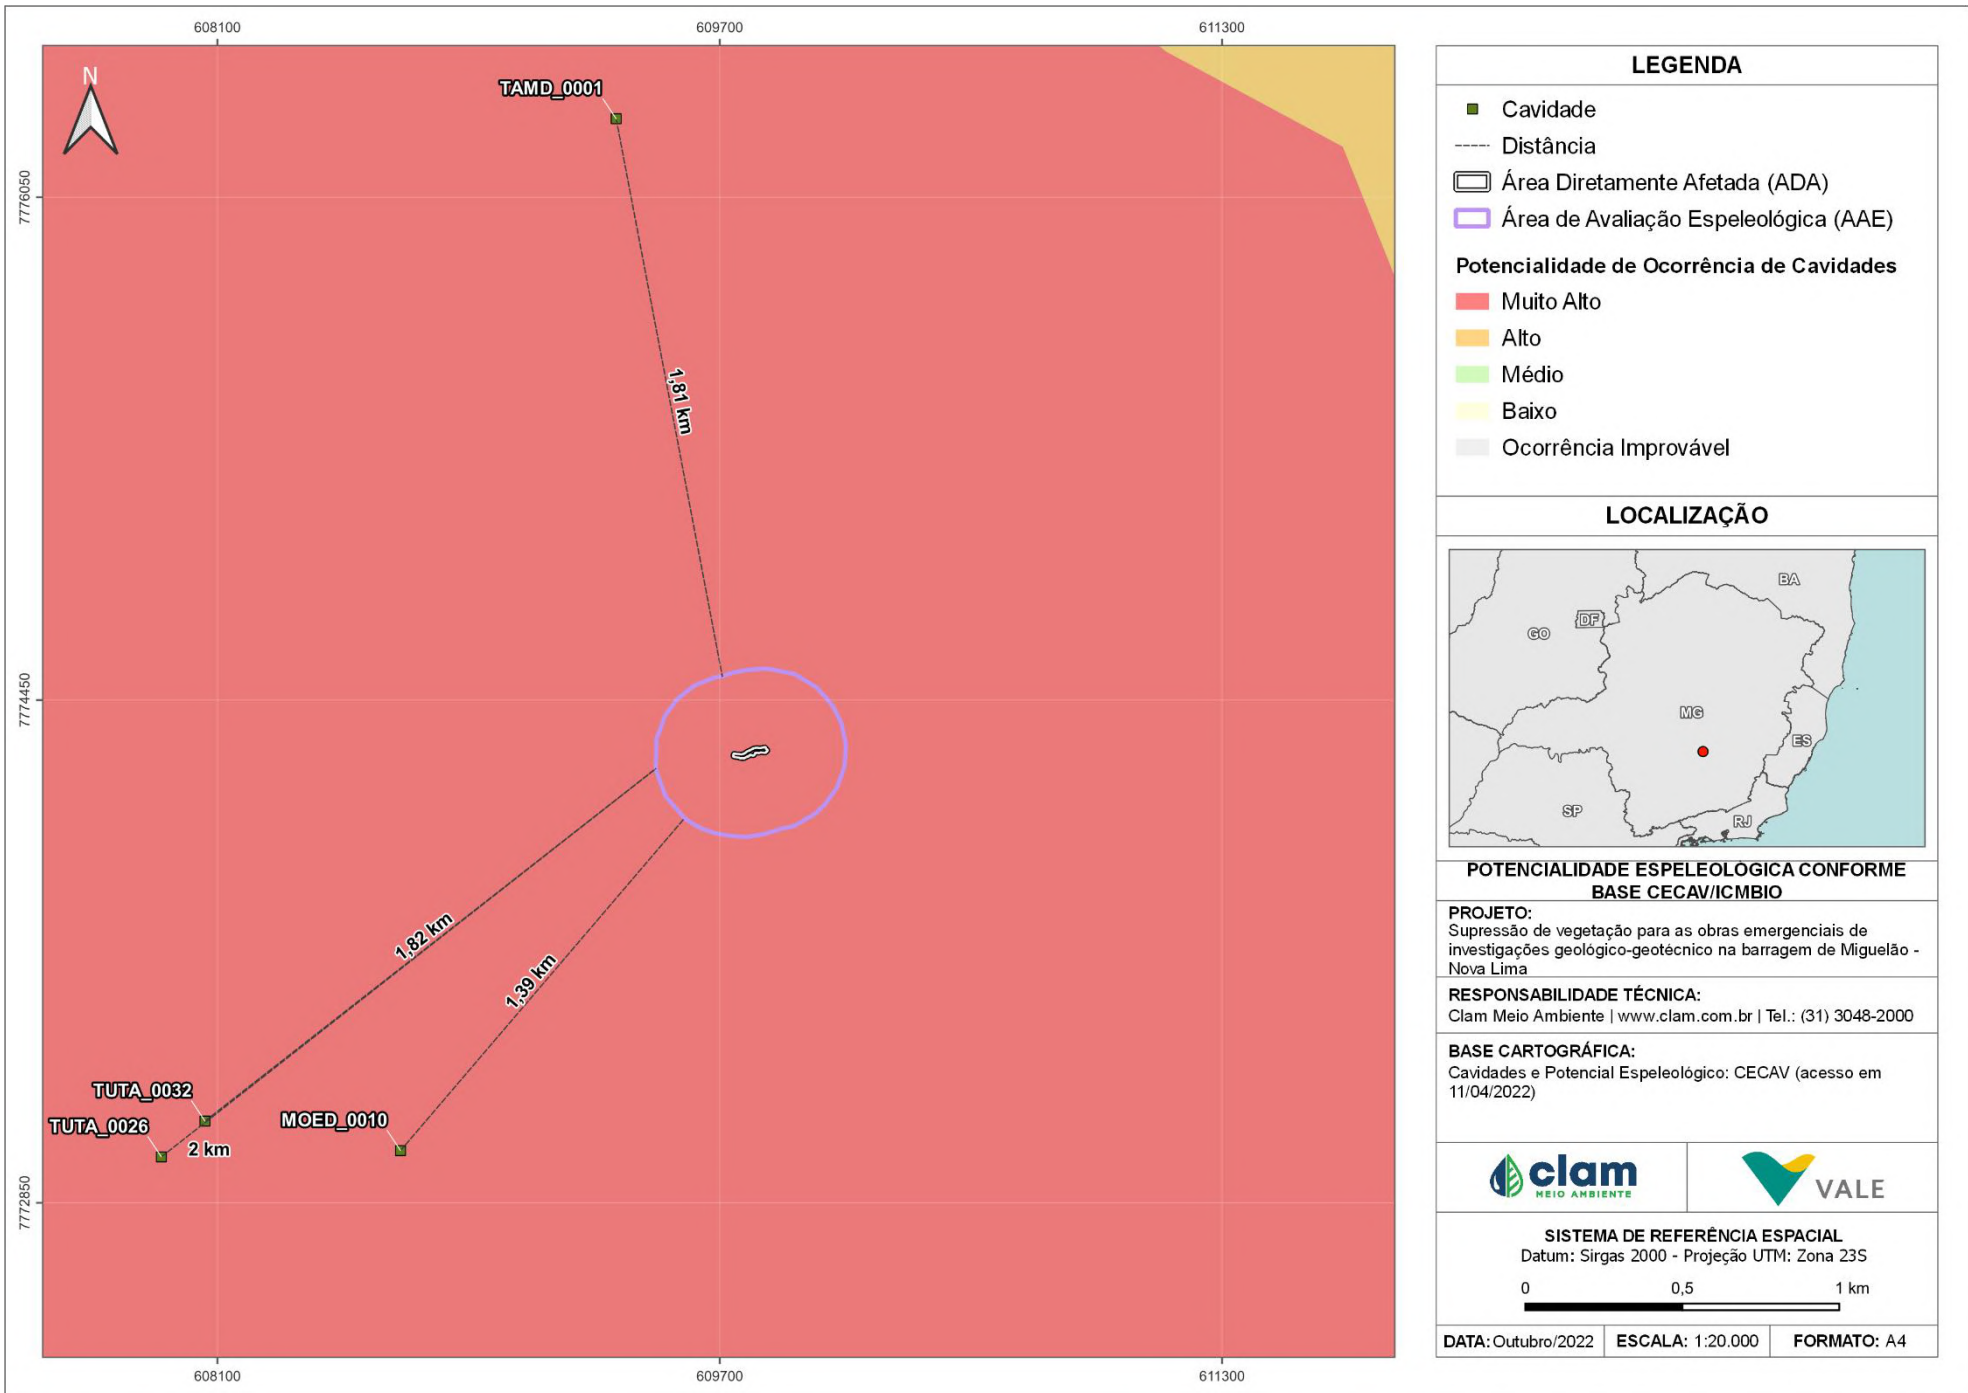 608100
609700
611300
N
TAMD_0001
7776050
1,81 km
7774450
1,82 km
1,39 km
TUTA_0032
TUTA_0026
2 km
MOED_0010
7772850
608100
609700
611300
LEGENDA
Cavidade
Distância
Área Diretamente Afetada (ADA)
Área de Avaliação Espeleológica (AAE)
Potencialidade de Ocorrência de Cavidades
Muito Alto
Alto
Médio
Baixo
Ocorrência Improvável
LOCALIZAÇÃO
BA
DF
GO
MG
ES
SP
RJ
POTENCIALIDADE ESPELEOLÓGICA CONFORME
BASE CECAV/ICMBIO
PROJETO:
Supressão de vegetação para as obras emergenciais de
investigações geológico-geotécnico na barragem de Miguelão -
Nova Lima
RESPONSABILIDADE TÉCNICA:
Clam Meio Ambiente | www.clam.com.br | Tel.: (31) 3048-2000
BASE CARTOGRÁFICA:
Cavidades e Potencial Espeleológico: CECAV (acesso em
11/04/2022)
clam
MEIO AMBIENTE
VALE
SISTEMA DE REFERÊNCIA ESPACIAL
Datum: Sirgas 2000 - Projeção UTM: Zona 23S
0 0,5 1 km
DATA: Outubro/2022 ESCALA: 1:20.000 FORMATO: A4